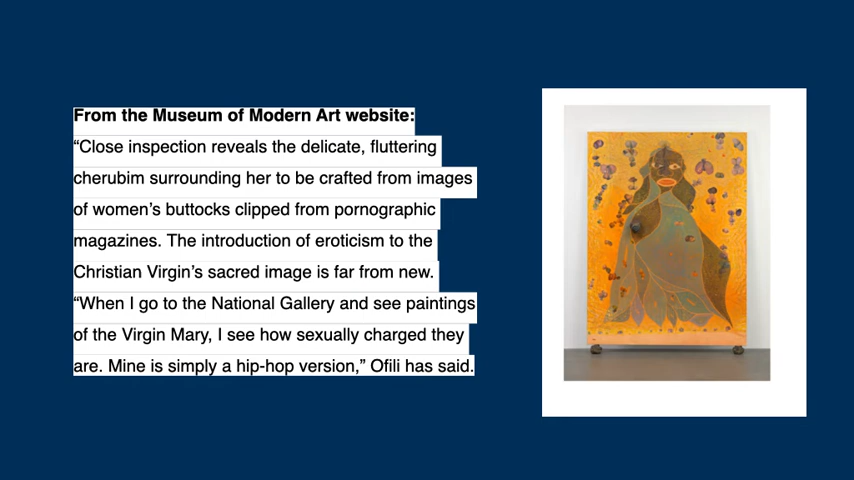 From the Museum of Modern Art website:
“Close inspection reveals the delicate, fluttering
cherubim surrounding her to be crafted from images
of women’s buttocks clipped from pornographic
magazines. The introduction of eroticism to the
Christian Virgin’s sacred image is far from new.
“When I go to the National Gallery and see paintings
of the Virgin Mary, I see how sexually charged they
are. Mine is simply a hip-hop version,” Ofili has said.